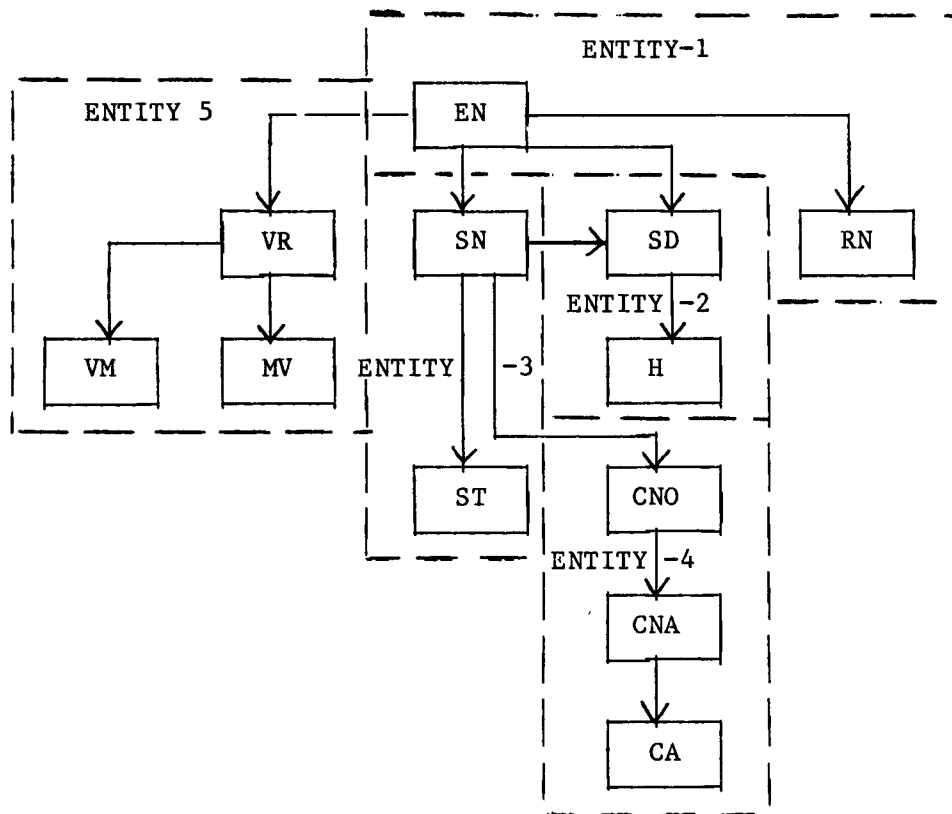 ENTITY-1
ENTITY 5
EN
VR
SN
SD
RN
ENTITY -2
VM
MV
ENTITY -3
H
ST
CNO
ENTITY -4
CNA
CA